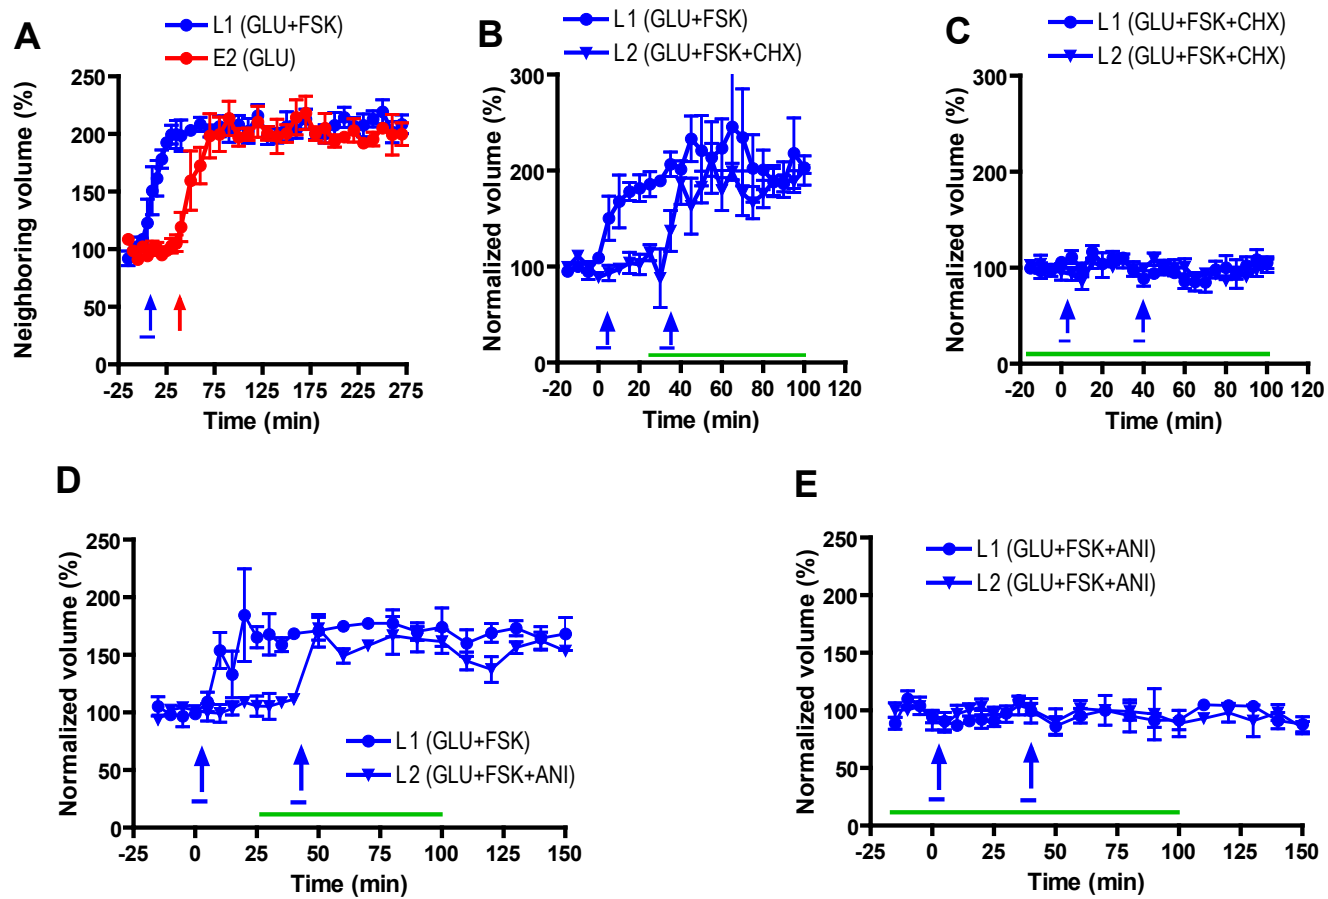 A
L1 (GLU+FSK)
E2 (GLU)
Neighboring volume (%)
250
200
150
100
50
0
-25 25 75 125 175 225 275
Time (min)
B
L1 (GLU+FSK)
L2 (GLU+FSK+CHX)
Normalized volume (%)
300
200
100
0
-20 0 20 40 60 80 100 120
Time (min)
C
L1 (GLU+FSK+CHX)
L2 (GLU+FSK+CHX)
Normalized volume (%)
300
200
100
0
-20 0 20 40 60 80 100 120
Time (min)
D
Normalized volume (%)
250
200
150
100
50
0
L1 (GLU+FSK)
L2 (GLU+FSK+ANI)
-25 0 25 50 75 100 125 150
Time (min)
E
L1 (GLU+FSK+ANI)
L2 (GLU+FSK+ANI)
Normalized volume (%)
250
200
150
100
50
0
-25 0 25 50 75 100 125 150
Time (min)